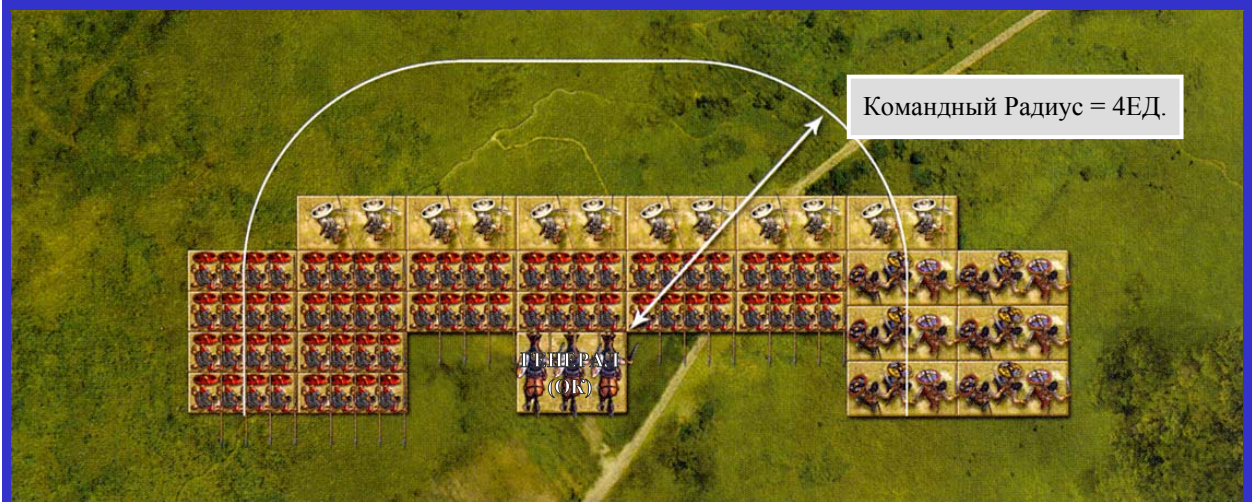 Командный Радиус = 4ЕД.
ГЕНЕРАЛ
(ОК)